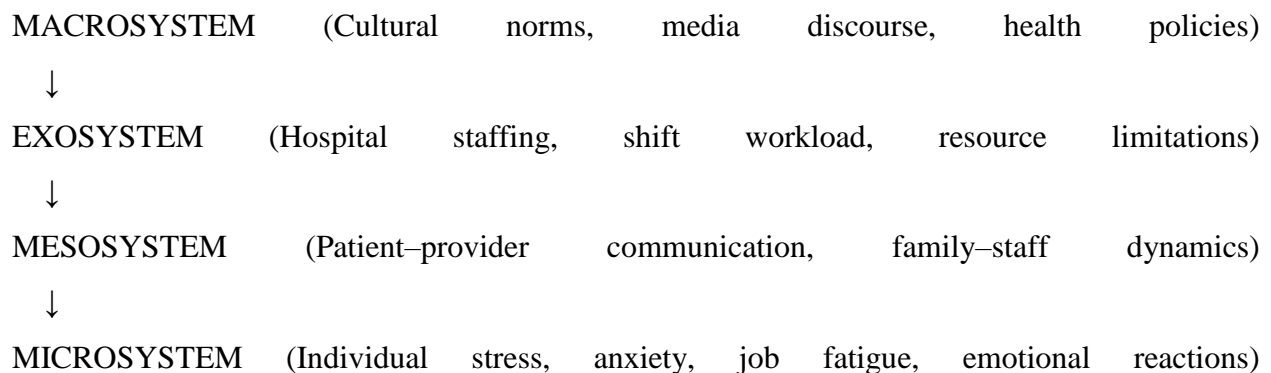 MACROSYSTEM (Cultural norms, media discourse, health policies)
↓
EXOSYSTEM (Hospital staffing, shift workload, resource limitations)
↓
MESOSYSTEM (Patient–provider communication, family–staff dynamics)
↓
MICROSYSTEM (Individual stress, anxiety, job fatigue, emotional reactions)